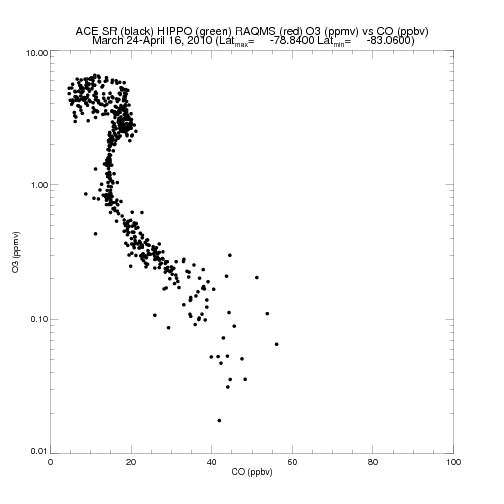 ACE SR (black) HIPPO (green) RAQMS (red) O3 (ppmv) vs CO (ppbv)
March 24-April 16, 2010 (Latmax= -78.8400 Latmin= -83.0600)
10.00
1.00
0.10
0.01
O3 (ppmv)
0 20 40 60 80 100
CO (ppbv)